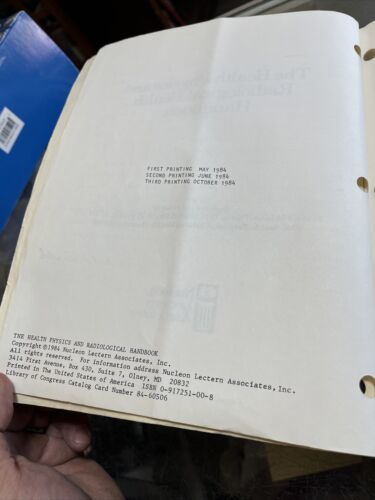 FIRST PRINTING MAY 1984
SECOND PRINTING JUNE 1984
THIRD PRINTING OCTOBER 1984
THE HEALTH PHYSICS AND RADIOLOGICAL HANDBOOK
Copyright ©1984 Nucleon Lectern Associates, Inc.
All rights reserved. For information address Nucleon Lectern Associates, Inc.
3414 First Avenue, Box 430, Suite 7, Olney, MD 20832
Printed in The United States of America ISBN 0-917251-00-8
Library of Congress Catalog Card Number 84-60506